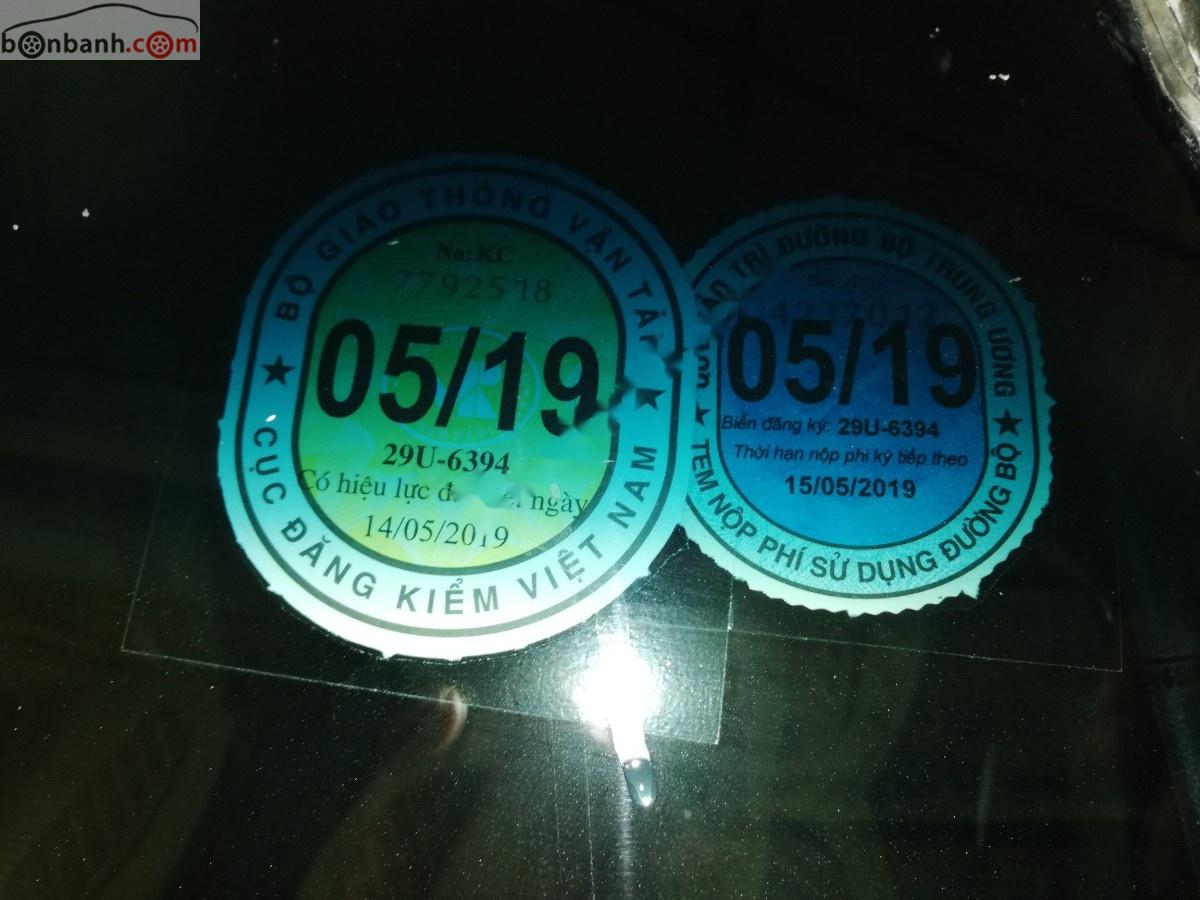 bonbanh.com
BỘ GIAO THÔNG VẬN TẢI
No: KC
7792518
05/19
29U-6394
Có hiệu lực ngày
14/05/2019
CỤC ĐĂNG KIỂM VIỆT NAM
TRÌ ĐƯỜNG BỘ TRUNG ƯƠNG
05/19
Biển đăng ký: 29U-6394
Thời hạn nộp phí kỳ tiếp theo
15/05/2019
TEM NỘP PHÍ SỬ DỤNG ĐƯỜNG BỘ